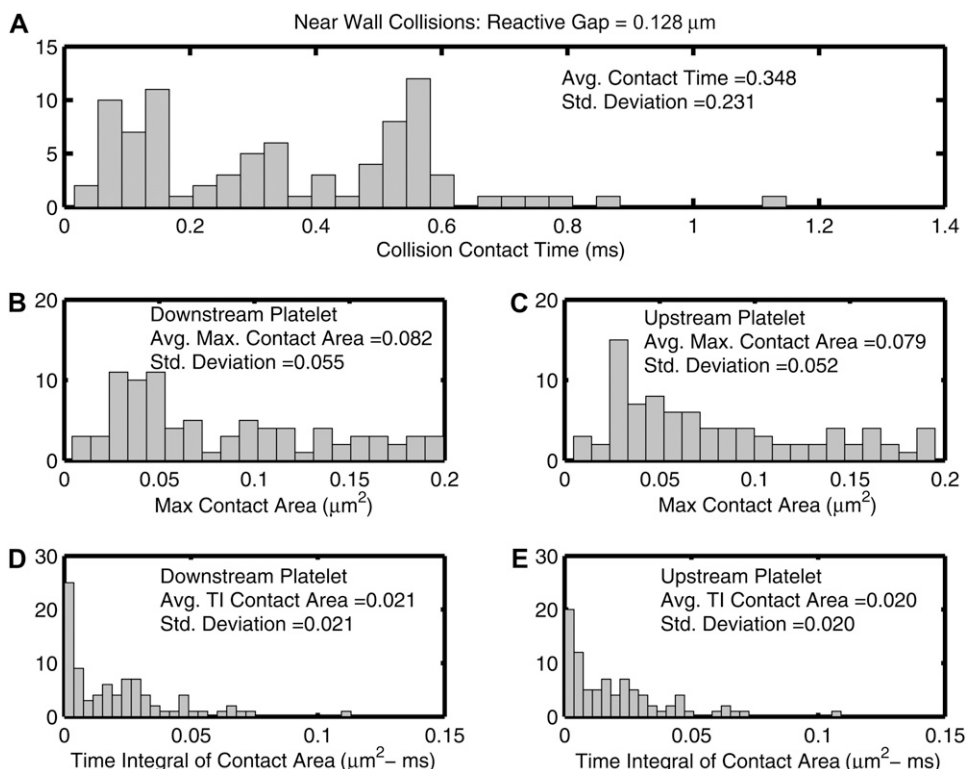 A
Near Wall Collisions: Reactive Gap = 0.128 μm
15
10
5
0
Avg. Contact Time =0.348
Std. Deviation =0.231
0 0.2 0.4 0.6 0.8 1 1.2 1.4
Collision Contact Time (ms)
B
20
10
0
Downstream Platelet
Avg. Max. Contact Area =0.082
Std. Deviation =0.055
0 0.05 0.1 0.15 0.2
Max Contact Area (μm²)
C
20
10
0
Upstream Platelet
Avg. Max. Contact Area =0.079
Std. Deviation =0.052
0 0.05 0.1 0.15 0.2
Max Contact Area (μm²)
D
30
20
10
0
Downstream Platelet
Avg. TI Contact Area =0.021
Std. Deviation =0.021
0 0.05 0.1 0.15
Time Integral of Contact Area (μm²− ms)
E
30
20
10
0
Upstream Platelet
Avg. TI Contact Area =0.020
Std. Deviation =0.020
0 0.05 0.1 0.15
Time Integral of Contact Area (μm²− ms)